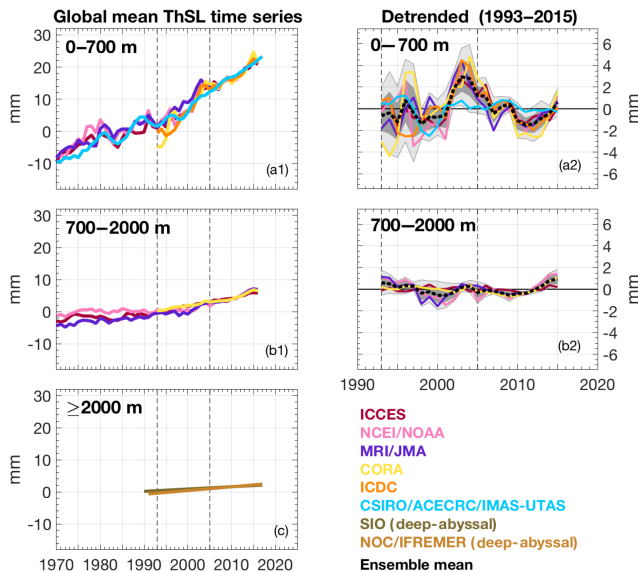 Global mean ThSL time series
Detrended (1993–2015)
0–700 m
30
20
10
0
-10
mm
(a1)
0–700 m
6
4
2
0
-2
-4
-6
mm
(a2)
700–2000 m
30
20
10
0
-10
mm
(b1)
700–2000 m
6
4
2
0
-2
-4
-6
mm
(b2)
1990 2000 2010 2020
≥2000 m
30
20
10
0
-10
mm
(c)
1970 1980 1990 2000 2010 2020
ICCES
NCEI/NOAA
MRI/JMA
CORA
ICDC
CSIRO/ACECRC/IMAS-UTAS
SIO (deep-abyssal)
NOC/IFREMER (deep-abyssal)
Ensemble mean